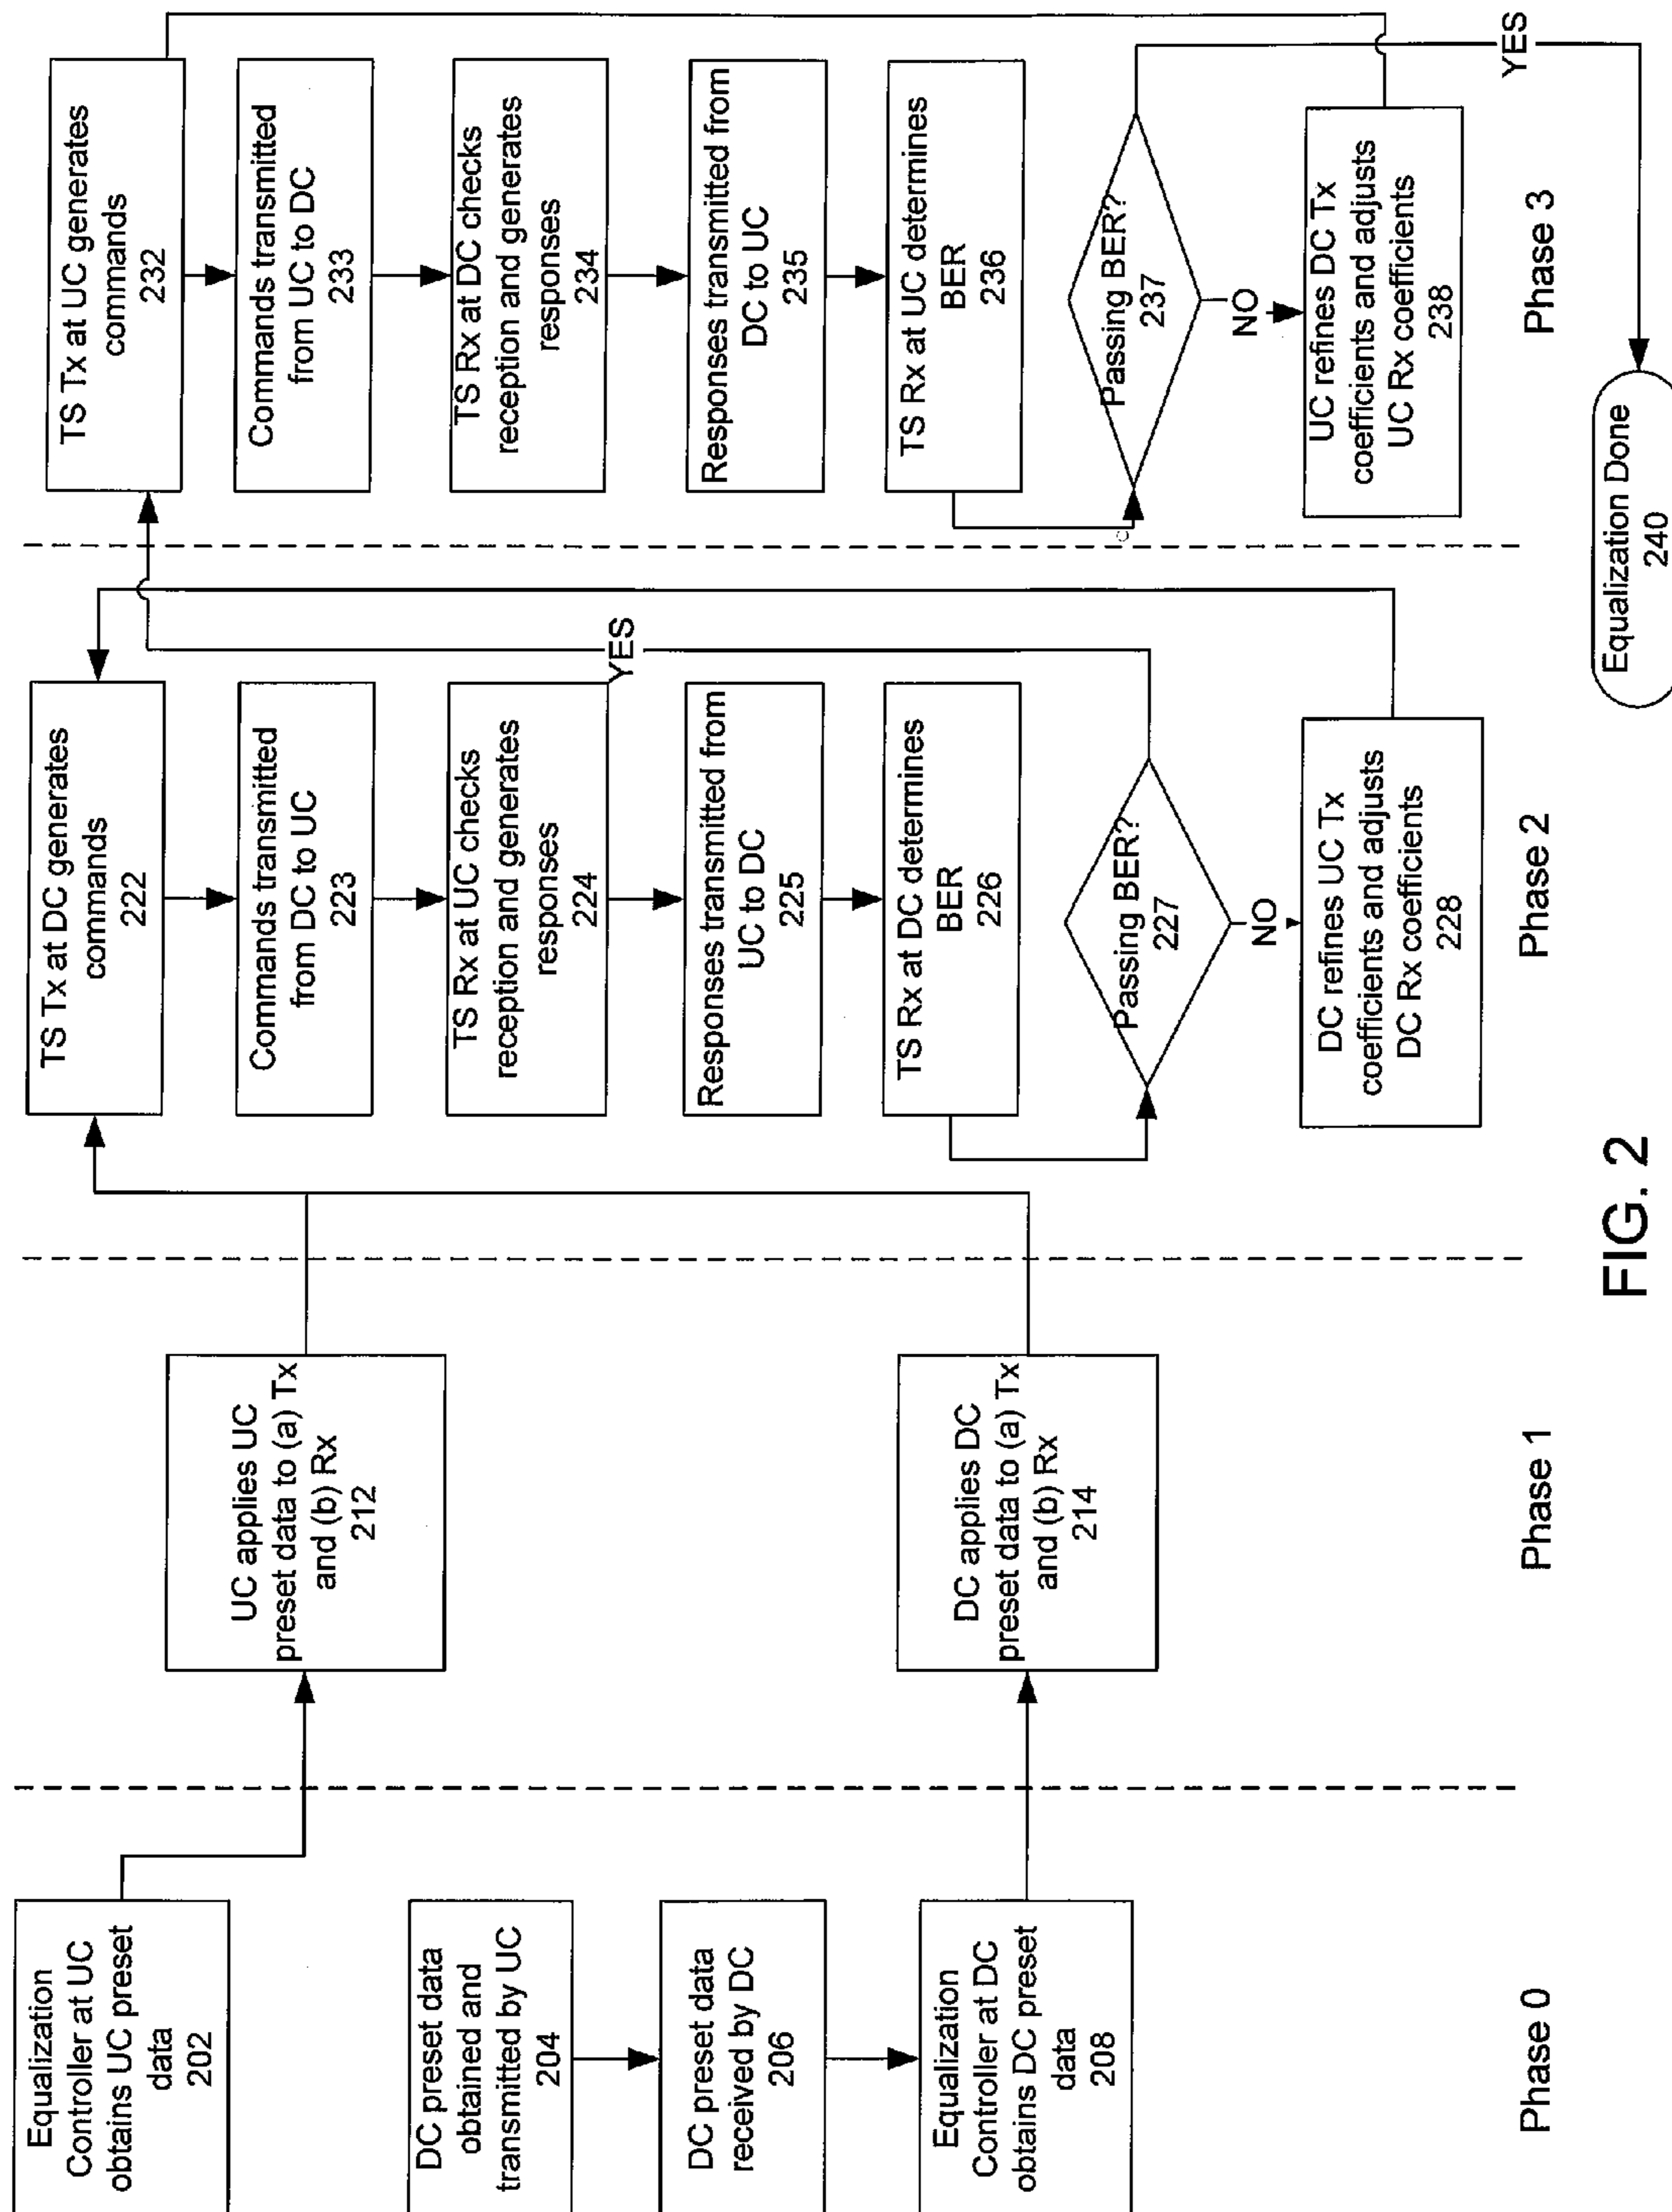 Equalization
Controller at UC
obtains UC preset
data
202
DC preset data
obtained and
transmitted by UC
204
DC preset data
received by DC
206
Equalization
Controller at DC
obtains DC preset
data
208
Phase 0
UC applies UC
preset data to (a) Tx
and (b) Rx
212
DC applies DC
preset data to (a) Tx
and (b) Rx
214
Phase 1
TS Tx at DC generates
commands
222
Commands transmitted
from DC to UC
223
TS Rx at UC checks
reception and generates
responses
224
Responses transmitted from
UC to DC
225
TS Rx at DC determines
BER
226
Passing BER?
227
YES
NO
DC refines UC Tx
coefficients and adjusts
DC Rx coefficients
228
Phase 2
TS Tx at UC generates
commands
232
Commands transmitted
from UC to DC
233
TS Rx at DC checks
reception and generates
responses
234
Responses transmitted from
DC to UC
235
TS Rx at UC determines
BER
236
Passing BER?
237
NO
YES
UC refines DC Tx
coefficients and adjusts
UC Rx coefficients
238
Phase 3
Equalization Done
240
FIG. 2